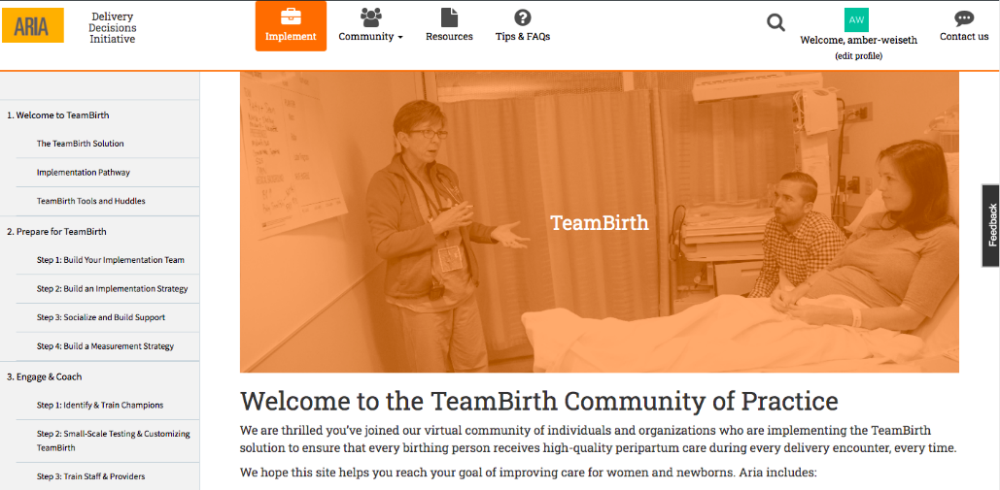 ARIA
Delivery
Decisions
Initiative
Implement
Community
Resources
Tips & FAQs
AW
Welcome, amber-weiseth
(edit profile)
Contact us
1. Welcome to TeamBirth
The TeamBirth Solution
Implementation Pathway
TeamBirth Tools and Huddles
2. Prepare for TeamBirth
Step 1: Build Your Implementation Team
Step 2: Build an Implementation Strategy
Step 3: Socialize and Build Support
Step 4: Build a Measurement Strategy
3. Engage & Coach
Step 1: Identify & Train Champions
Step 2: Small-Scale Testing & Customizing
TeamBirth
Step 3: Train Staff & Providers
TeamBirth
Feedback
Welcome to the TeamBirth Community of Practice
We are thrilled you've joined our virtual community of individuals and organizations who are implementing the TeamBirth
solution to ensure that every birthing person receives high-quality peripartum care during every delivery encounter, every time.
We hope this site helps you reach your goal of improving care for women and newborns. Aria includes: